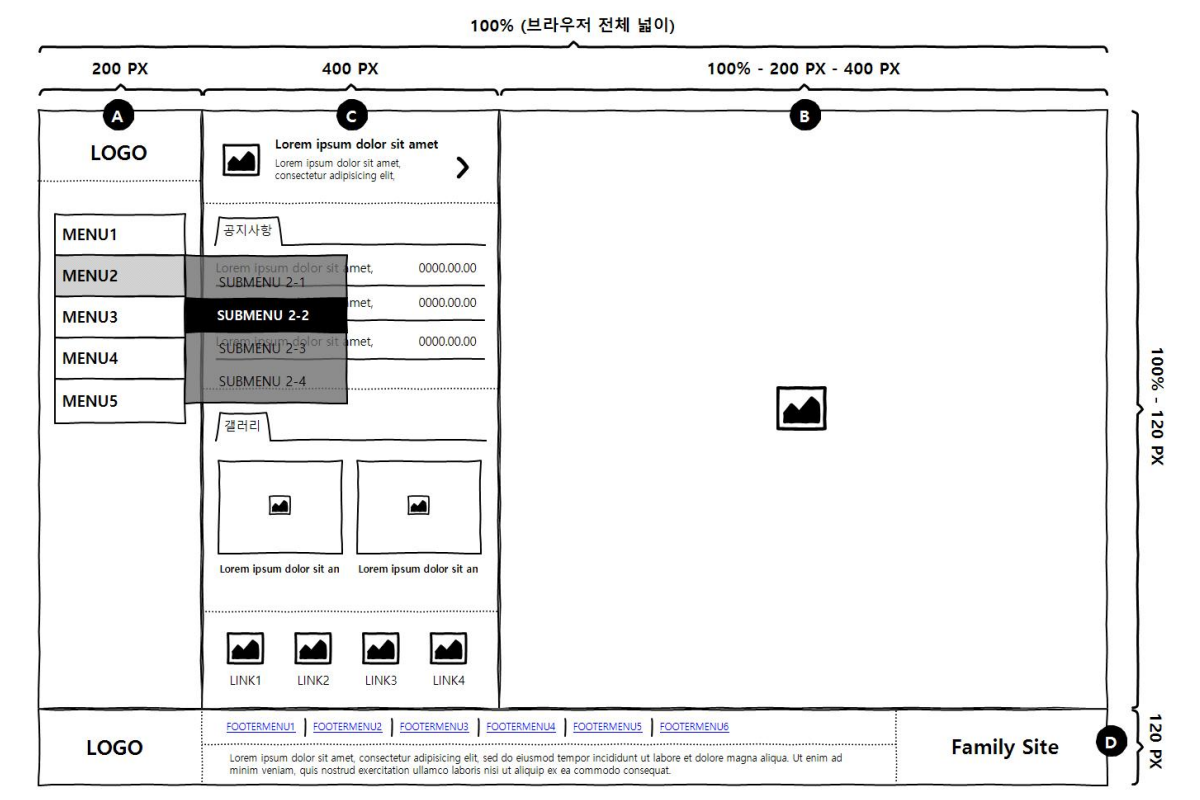 100% (브라우저 전체 넓이)
200 PX
400 PX
100% - 200 PX - 400 PX
A
C
B
LOGO
Lorem ipsum dolor sit amet
Lorem ipsum dolor sit amet,
consectetur adipisicing elit,
MENU1
MENU2
MENU3
MENU4
MENU5
공지사항
Lorem ipsum dolor sit amet, 0000.00.00
amet, 0000.00.00
Lorem ipsum dolor sit amet, 0000.00.00
SUBMENU 2-1
SUBMENU 2-2
SUBMENU 2-3
SUBMENU 2-4
갤러리
Lorem ipsum dolor sit an
Lorem ipsum dolor sit an
LINK1
LINK2
LINK3
LINK4
100% - 120 PX
LOGO
FOOTERMENU1 FOOTERMENU2 FOOTERMENU3 FOOTERMENU4 FOOTERMENU5 FOOTERMENU6
Lorem ipsum dolor sit amet, consectetur adipisicing elit, sed do eiusmod tempor incididunt ut labore et dolore magna aliqua. Ut enim ad
minim veniam, quis nostrud exercitation ullamco laboris nisi ut aliquip ex ea commodo consequat.
Family Site
D
120 PX